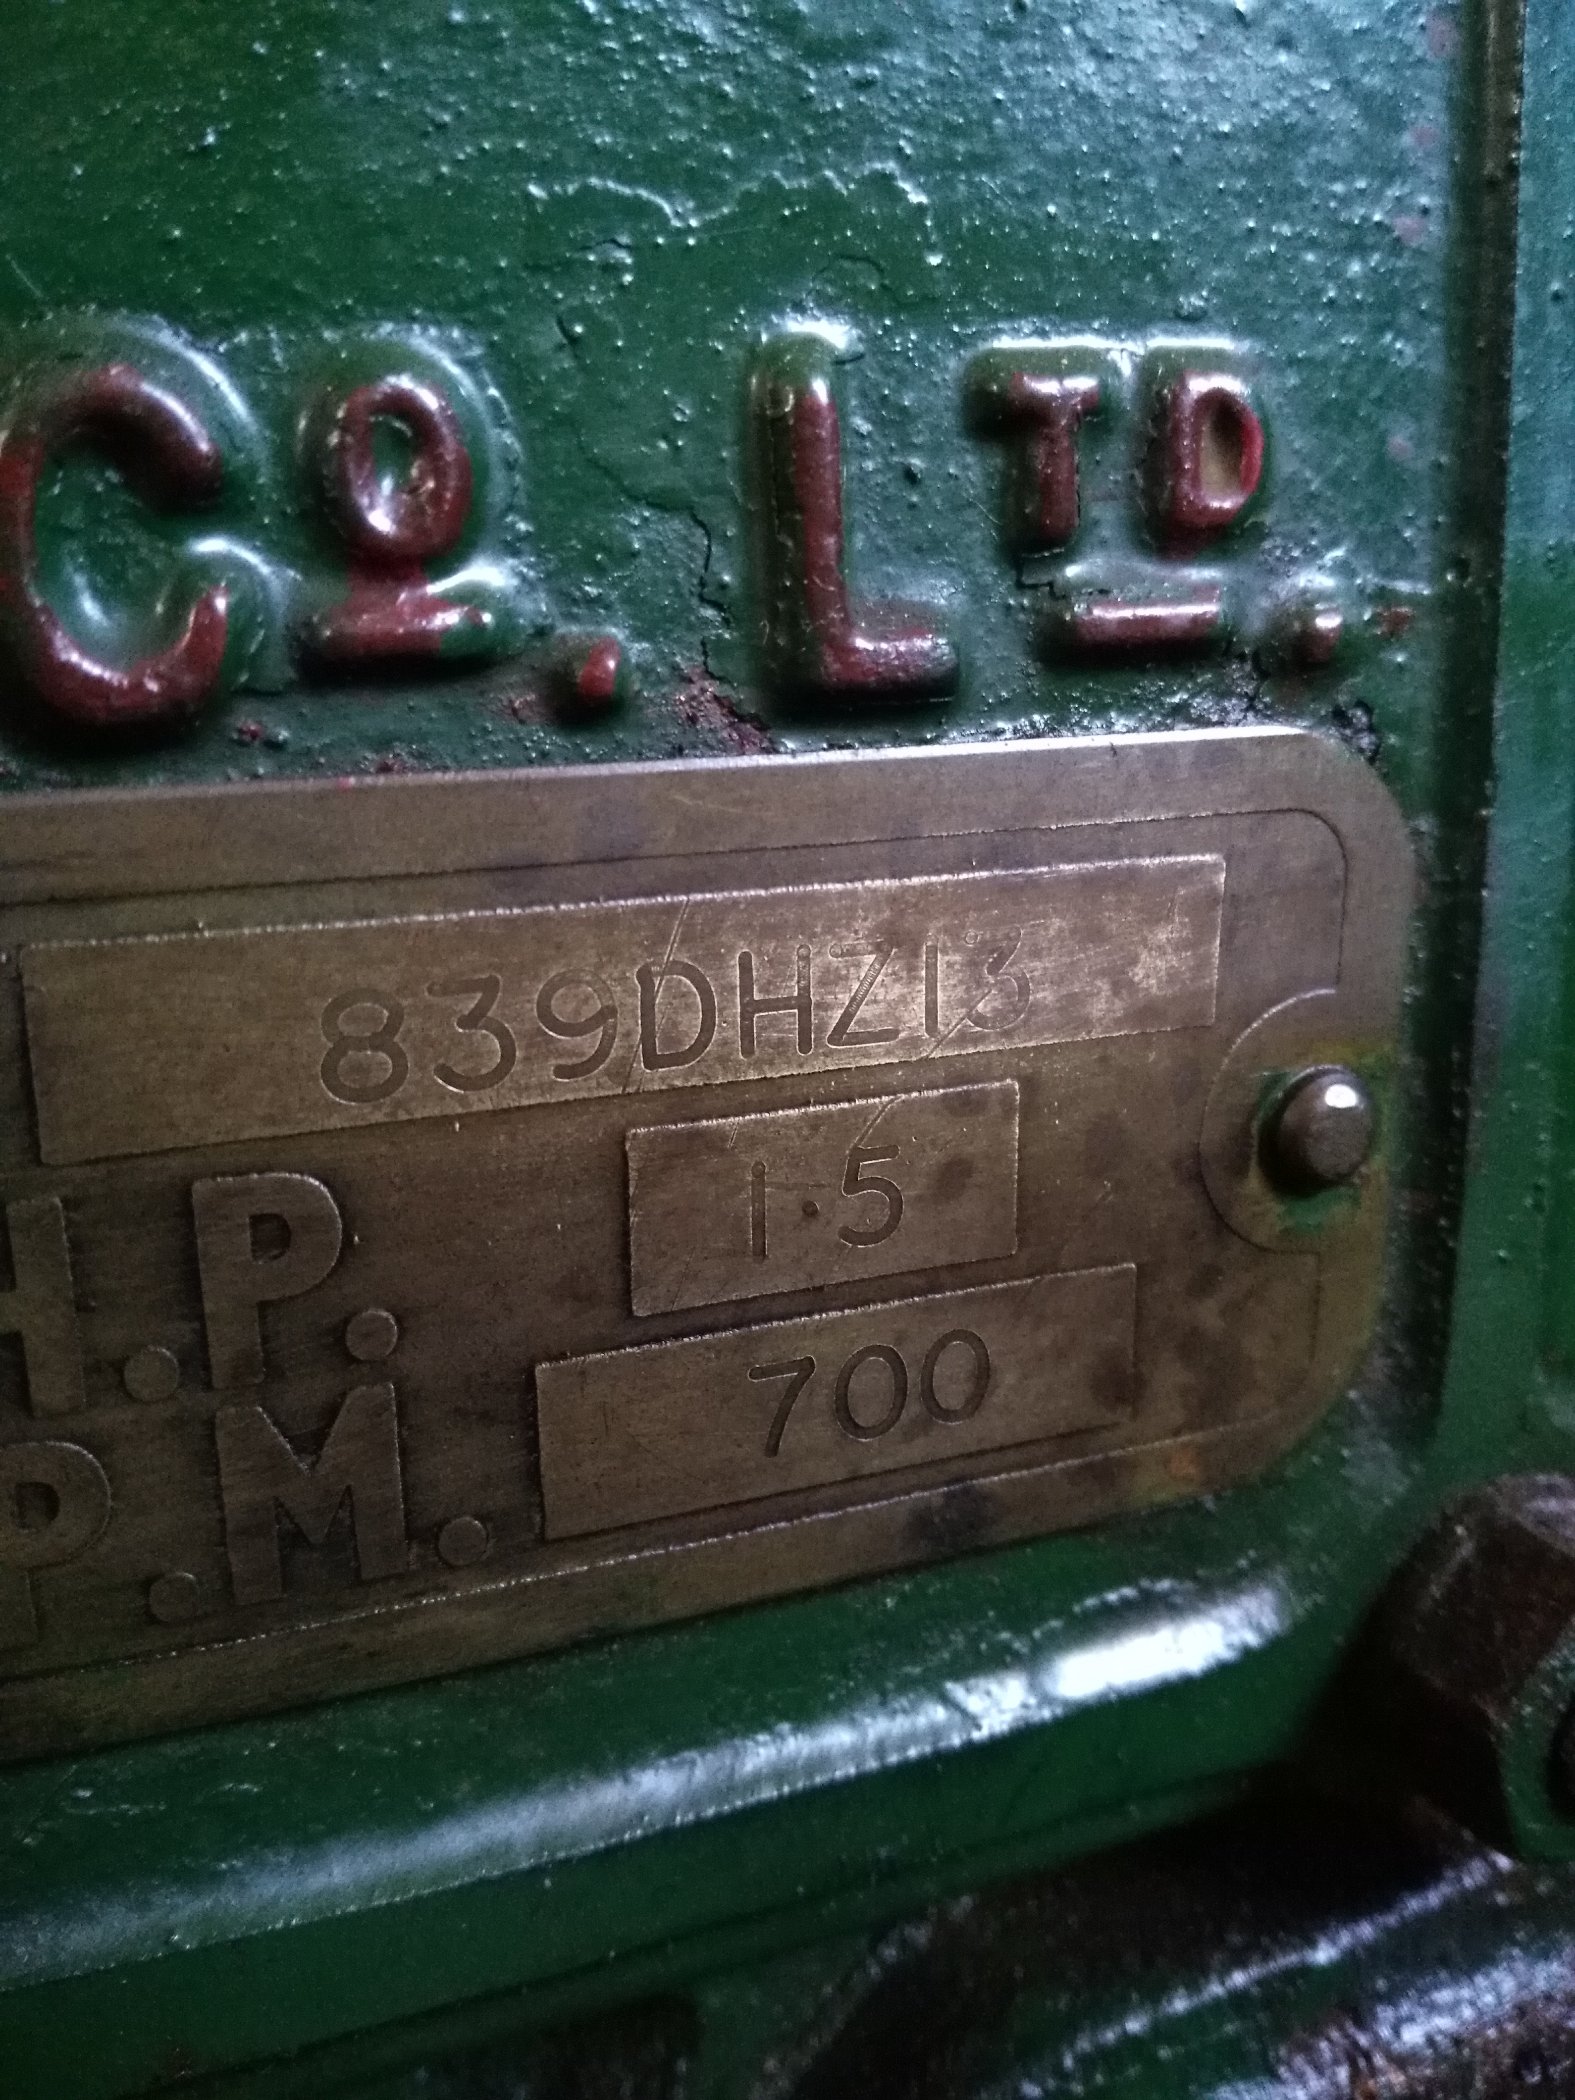 Co. LTD.
839DHZ13
H.P. 1.5
P.M. 700